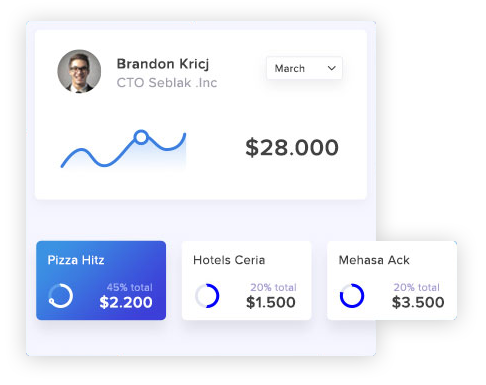 Brandon Kricj
CTO Seblak .Inc
March
$28.000
Pizza Hitz
45% total
$2.200
Hotels Ceria
20% total
$1.500
Mehasa Ack
20% total
$3.500